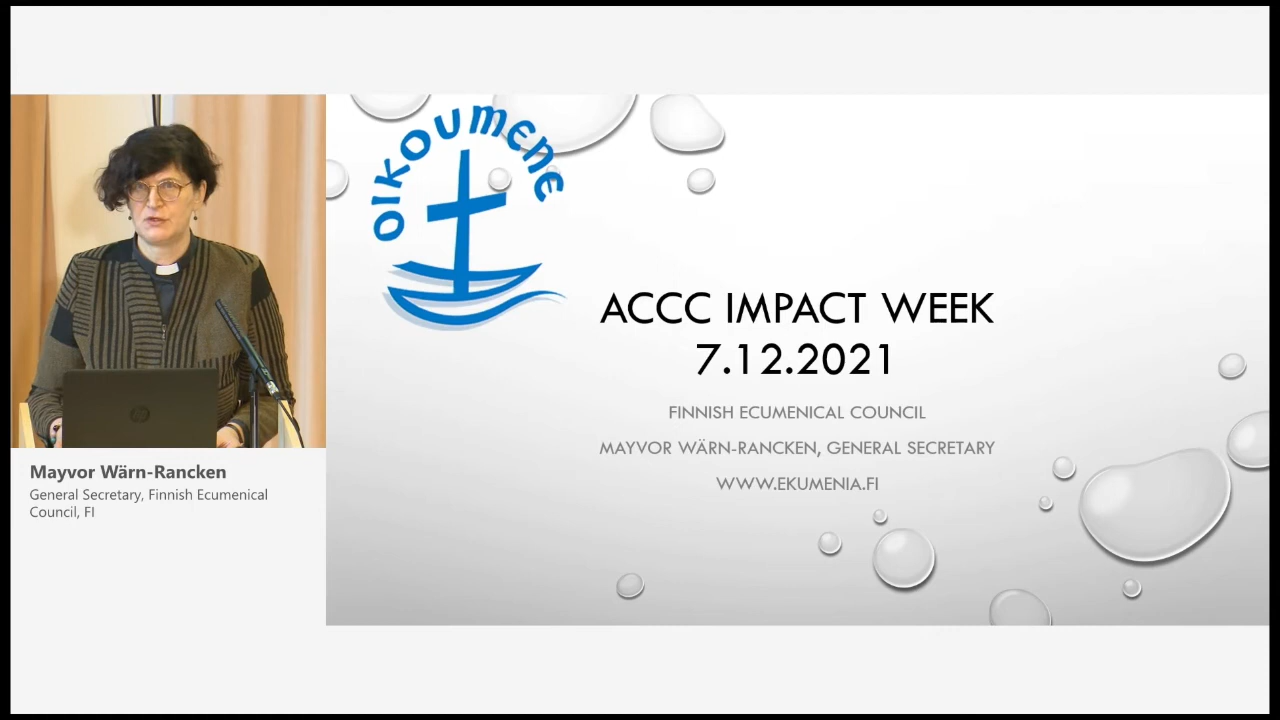 OIKOUMENE
ACCC IMPACT WEEK
7.12.2021
FINNISH ECUMENICAL COUNCIL
MAYVOR WÄRN-RANCKEN, GENERAL SECRETARY
WWW.EKUMENIA.FI
hp
Mayvor Wärn-Rancken
General Secretary, Finnish Ecumenical
Council, FI